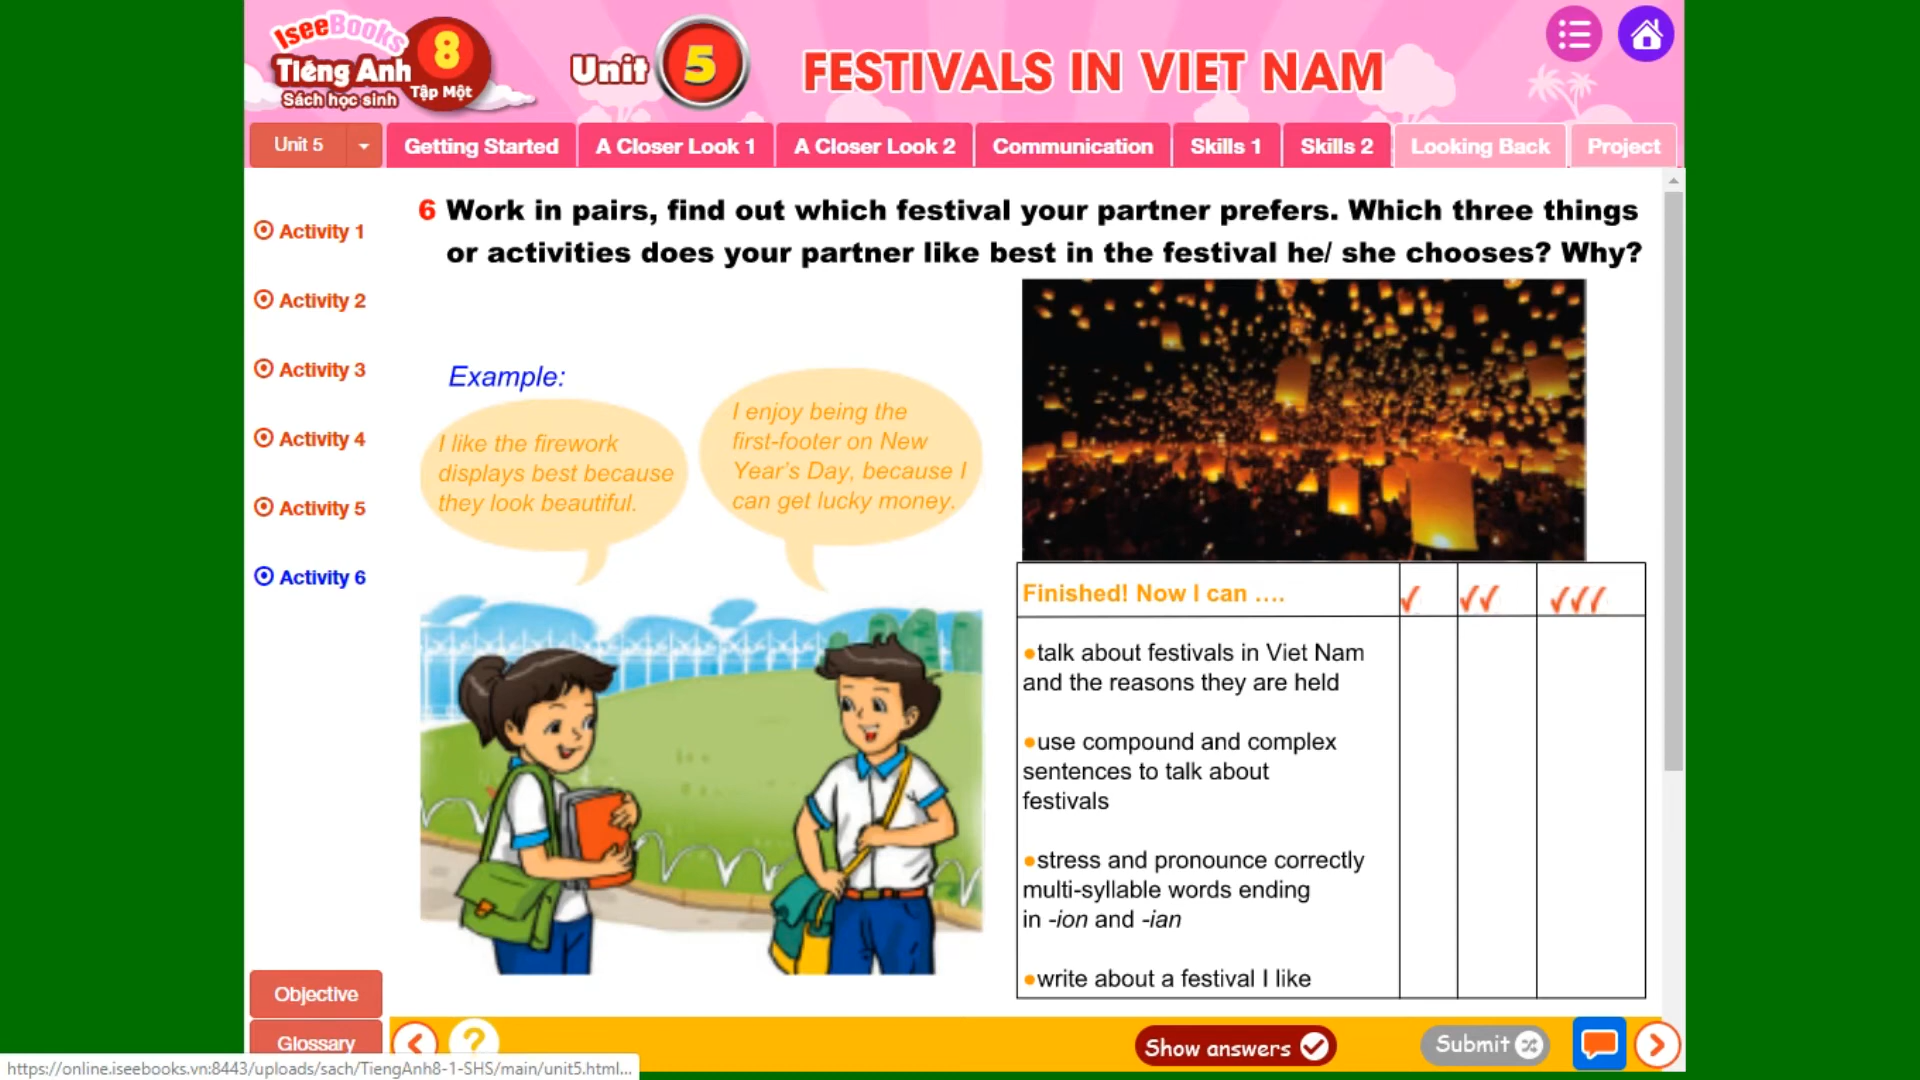 IseeBooks
Tiếng Anh 8
Sách học sinh Tập Một
Unit 5
FESTIVALS IN VIET NAM
Unit 5
Getting Started
A Closer Look 1
A Closer Look 2
Communication
Skills 1
Skills 2
Looking Back
Project
Activity 1
Activity 2
Activity 3
Activity 4
Activity 5
Activity 6
6 Work in pairs, find out which festival your partner prefers. Which three things
or activities does your partner like best in the festival he/ she chooses? Why?
Example:
I like the firework
displays best because
they look beautiful.
I enjoy being the
first-footer on New
Year's Day, because I
can get lucky money.
Finished! Now I can ....
●talk about festivals in Viet Nam
and the reasons they are held
●use compound and complex
sentences to talk about
festivals
●stress and pronounce correctly
multi-syllable words ending
in -ion and -ian
●write about a festival I like
Objective
Glossary
?
Show answers
Submit
https://online.iseebooks.vn:8443/uploads/sach/TiengAnh8-1-SHS/main/unit5.html...